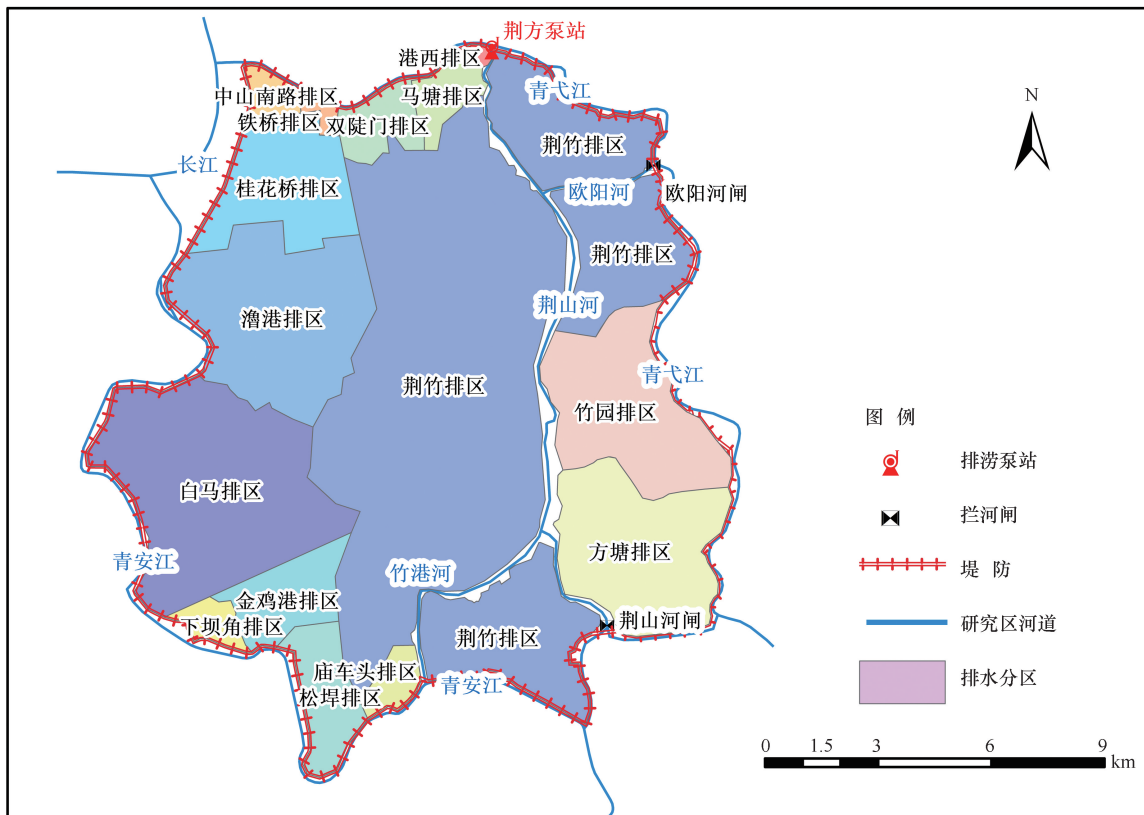 荆方泵站
港西排区
中山南路排区
马塘排区
青弋江
铁桥排区
双陡门排区
荆竹排区
长江
桂花桥排区
欧阳河
欧阳河闸
荆竹排区
荆山河
澛港排区
荆竹排区
青弋江
竹园排区
白马排区
方塘排区
青安江
竹港河
金鸡港排区
下坝角排区
荆山河闸
荆竹排区
庙车头排区
松埠排区
青安江
N
图 例
排涝泵站
拦河闸
堤 防
研究区河道
排水分区
0 1.5 3 6 9
km